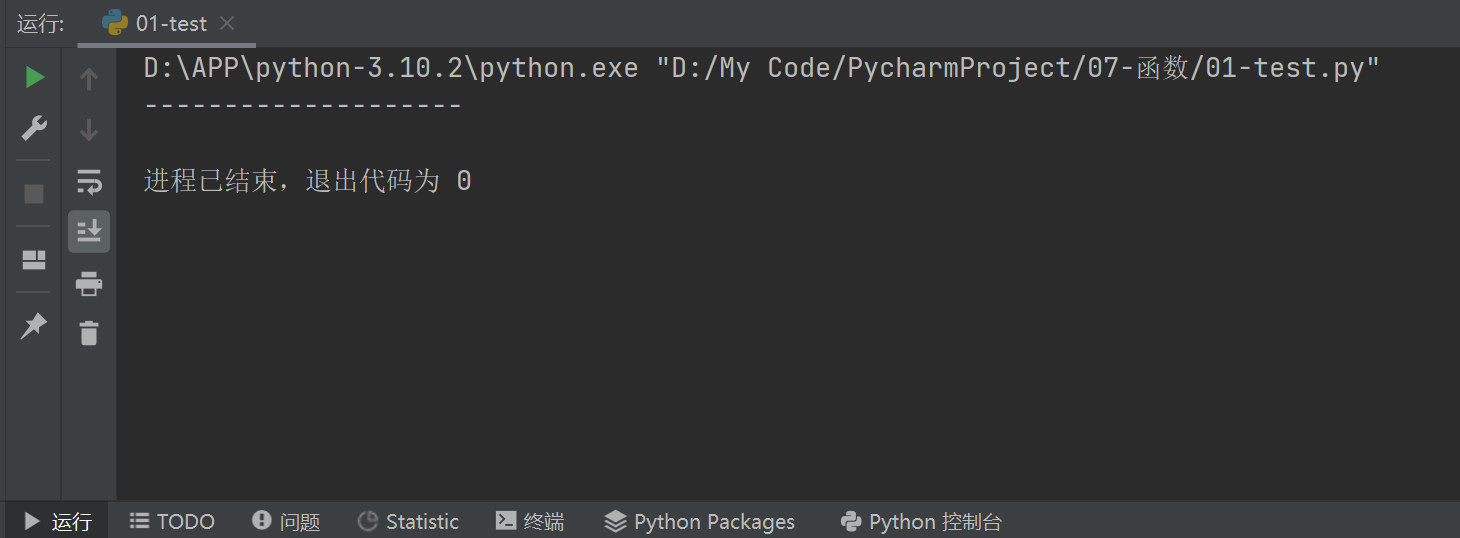 运行: 01-test
D:\APP\python-3.10.2\python.exe "D:/My Code/PycharmProject/07-函数/01-test.py"
--------------------
进程已结束，退出代码为 0
运行 TODO 问题 Statistic 终端 Python Packages Python 控制台